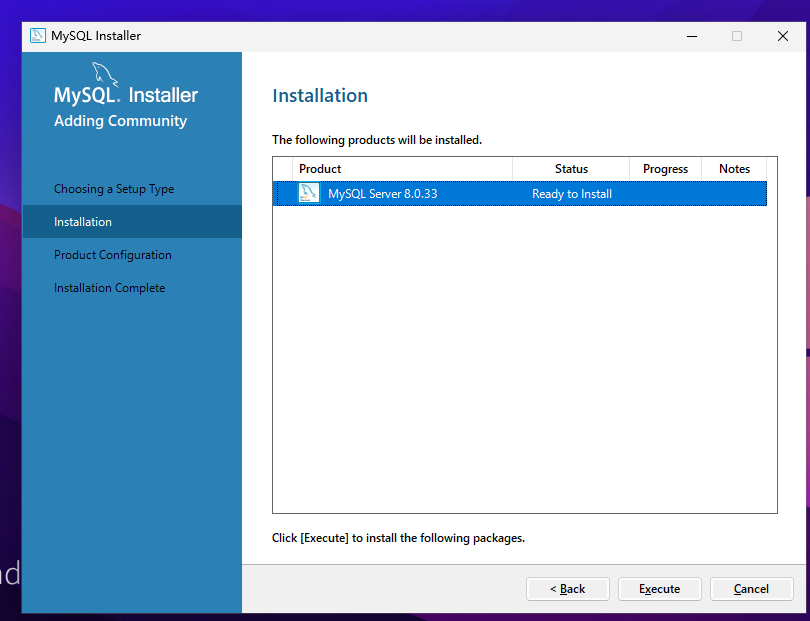 MySQL Installer
MySQL. Installer
Adding Community
Choosing a Setup Type
Installation
Product Configuration
Installation Complete
Installation
The following products will be installed.
Product Status Progress Notes
MySQL Server 8.0.33 Ready to Install
Click [Execute] to install the following packages.
< Back Execute Cancel
nd